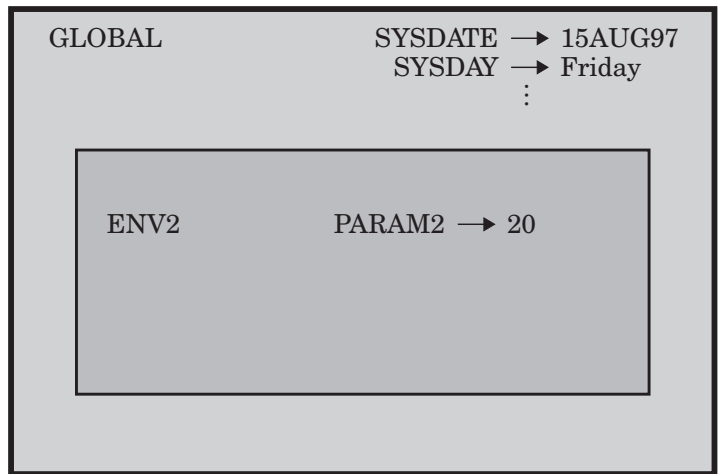 GLOBAL SYSDATE → 15AUG97
SYSDAY → Friday
⋮
ENV2 PARAM2 → 20